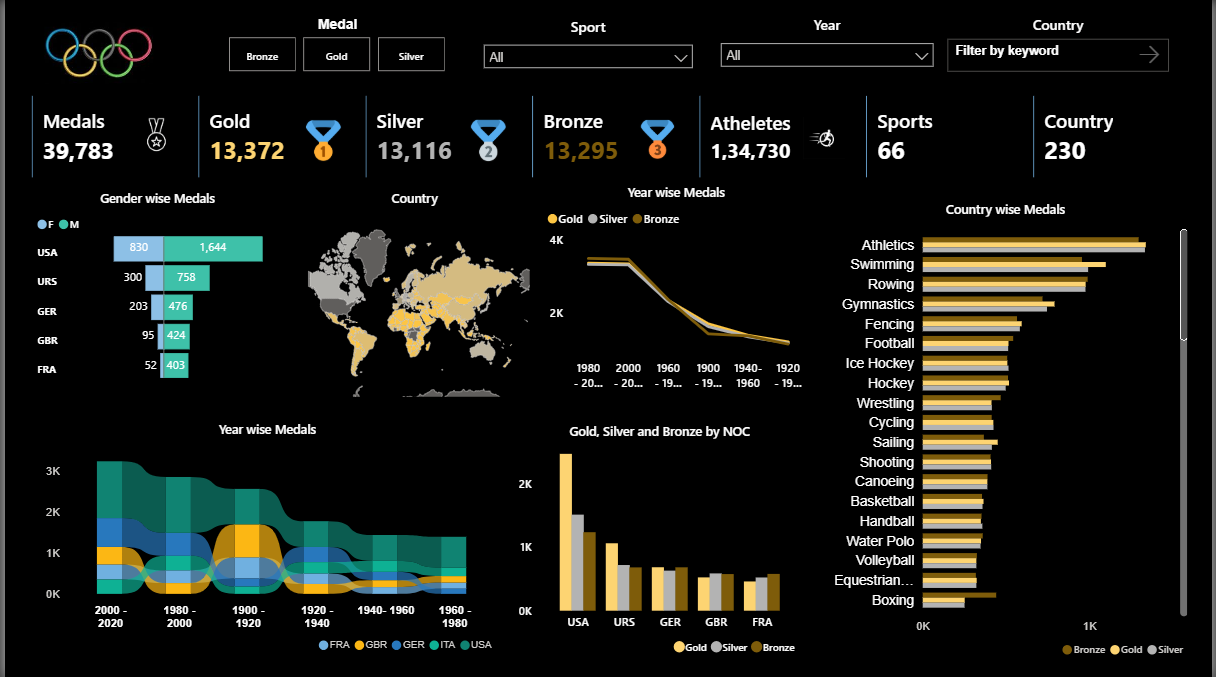 Medal
Bronze
Gold
Silver
Sport
All
Year
All
Country
Filter by keyword
Medals
39,783
Gold
13,372
1
Silver
13,116
2
Bronze
13,295
3
Atheletes
1,34,730
Sports
66
Country
230
Gender wise Medals
F M
USA 830 1,644
URS 300 758
GER 203 476
GBR 95 424
FRA 52 403
Country
Year wise Medals
Gold Silver Bronze
4K
2K
1980 2000 1960 1900 1940- 1920
- 20... - 20... - 19... - 19... 1960 - 19...
Country wise Medals
Athletics
Swimming
Rowing
Gymnastics
Fencing
Football
Ice Hockey
Hockey
Wrestling
Cycling
Sailing
Shooting
Canoeing
Basketball
Handball
Water Polo
Volleyball
Equestrian...
Boxing
0K 1K
Bronze Gold Silver
Year wise Medals
3K
2K
1K
0K
2000 - 1980 - 1900 - 1920 - 1940- 1960 1960 -
2020 2000 1920 1940 1980
FRA GBR GER ITA USA
Gold, Silver and Bronze by NOC
2K
1K
0K
USA URS GER GBR FRA
Gold Silver Bronze